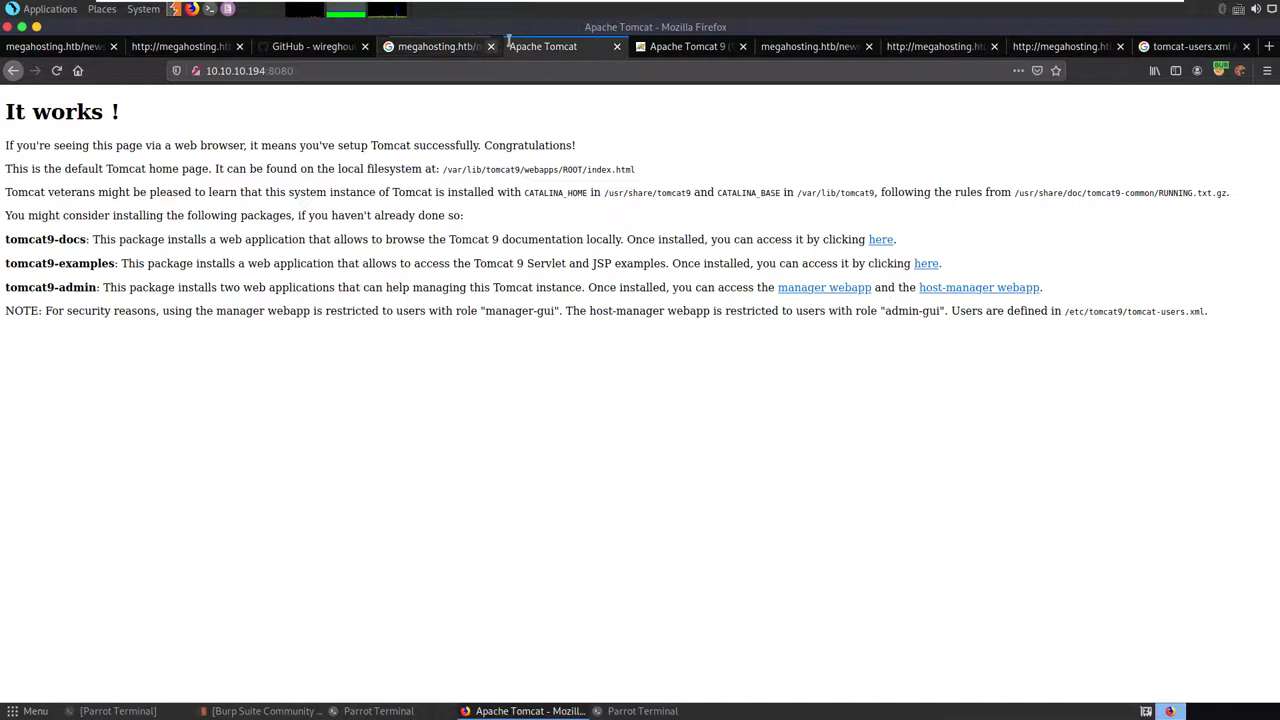 Applications Places System
Apache Tomcat - Mozilla Firefox
megahosting.htb/new
http://megahosting.htb
GitHub - wireghou
megahosting.htb/n
Apache Tomcat
Apache Tomcat 9 (
megahosting.htb/new
http://megahosting.htb
http://megahosting.htb
tomcat-users.xml
10.10.10.194:8080
It works !
If you're seeing this page via a web browser, it means you've setup Tomcat successfully. Congratulations!
This is the default Tomcat home page. It can be found on the local filesystem at: /var/lib/tomcat9/webapps/ROOT/index.html
Tomcat veterans might be pleased to learn that this system instance of Tomcat is installed with CATALINA_HOME in /usr/share/tomcat9 and CATALINA_BASE in /var/lib/tomcat9, following the rules from /usr/share/doc/tomcat9-common/RUNNING.txt.gz.
You might consider installing the following packages, if you haven't already done so:
tomcat9-docs: This package installs a web application that allows to browse the Tomcat 9 documentation locally. Once installed, you can access it by clicking here.
tomcat9-examples: This package installs a web application that allows to access the Tomcat 9 Servlet and JSP examples. Once installed, you can access it by clicking here.
tomcat9-admin: This package installs two web applications that can help managing this Tomcat instance. Once installed, you can access the manager webapp and the host-manager webapp.
NOTE: For security reasons, using the manager webapp is restricted to users with role "manager-gui". The host-manager webapp is restricted to users with role "admin-gui". Users are defined in /etc/tomcat9/tomcat-users.xml.
Menu
[Parrot Terminal]
[Burp Suite Community ...
Parrot Terminal
Apache Tomcat - Mozill...
Parrot Terminal